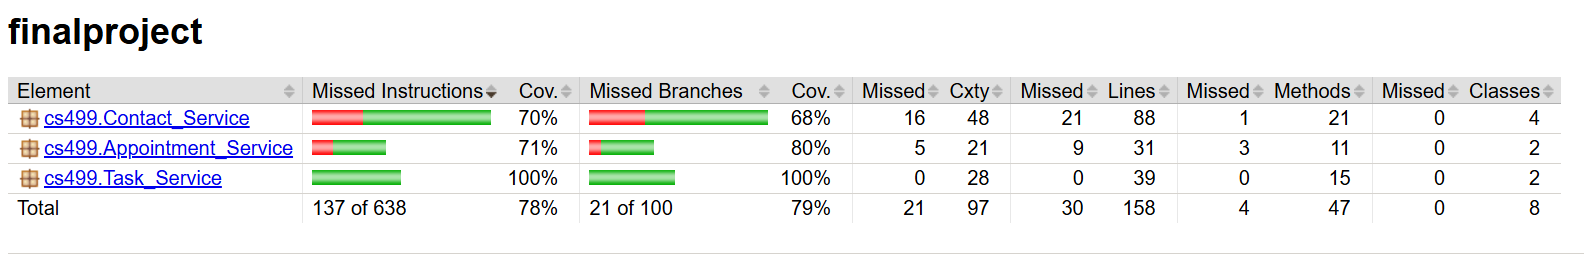 finalproject
Element Missed Instructions Cov. Missed Branches Cov. Missed Cxty Missed Lines Missed Methods Missed Classes
cs499.Contact_Service 70% 68% 16 48 21 88 1 21 0 4
cs499.Appointment_Service 71% 80% 5 21 9 31 3 11 0 2
cs499.Task_Service 100% 100% 0 28 0 39 0 15 0 2
Total 137 of 638 78% 21 of 100 79% 21 97 30 158 4 47 0 8